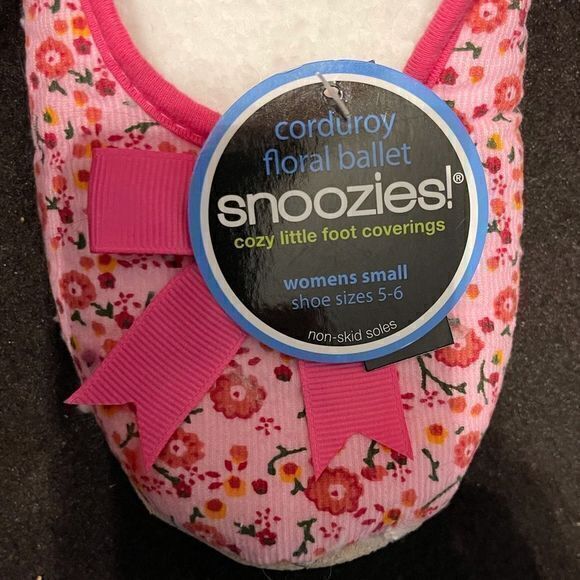 corduroy
floral ballet
snoozies!®
cozy little foot coverings
womens small
shoe sizes 5-6
non-skid soles